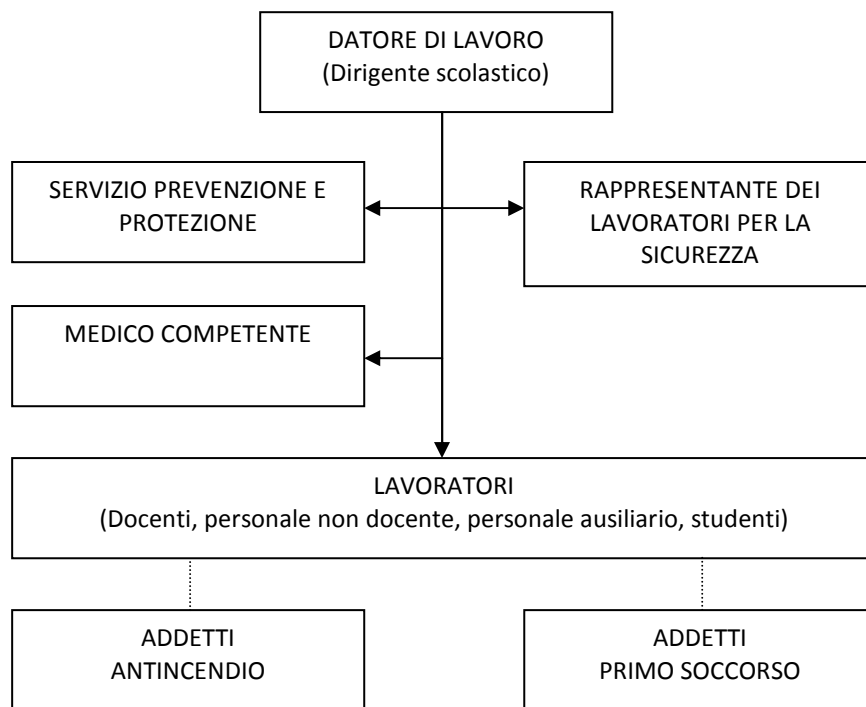 DATORE DI LAVORO
(Dirigente scolastico)
SERVIZIO PREVENZIONE E
PROTEZIONE
RAPPRESENTANTE DEI
LAVORATORI PER LA
SICUREZZA
MEDICO COMPETENTE
LAVORATORI
(Docenti, personale non docente, personale ausiliario, studenti)
ADDETTI
ANTINCENDIO
ADDETTI
PRIMO SOCCORSO